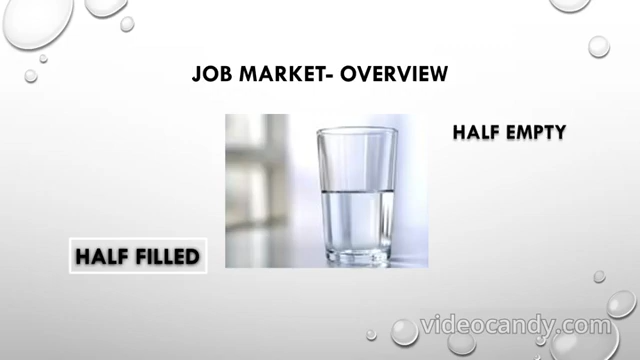 JOB MARKET- OVERVIEW
HALF EMPTY
HALF FILLED
videocandy.com